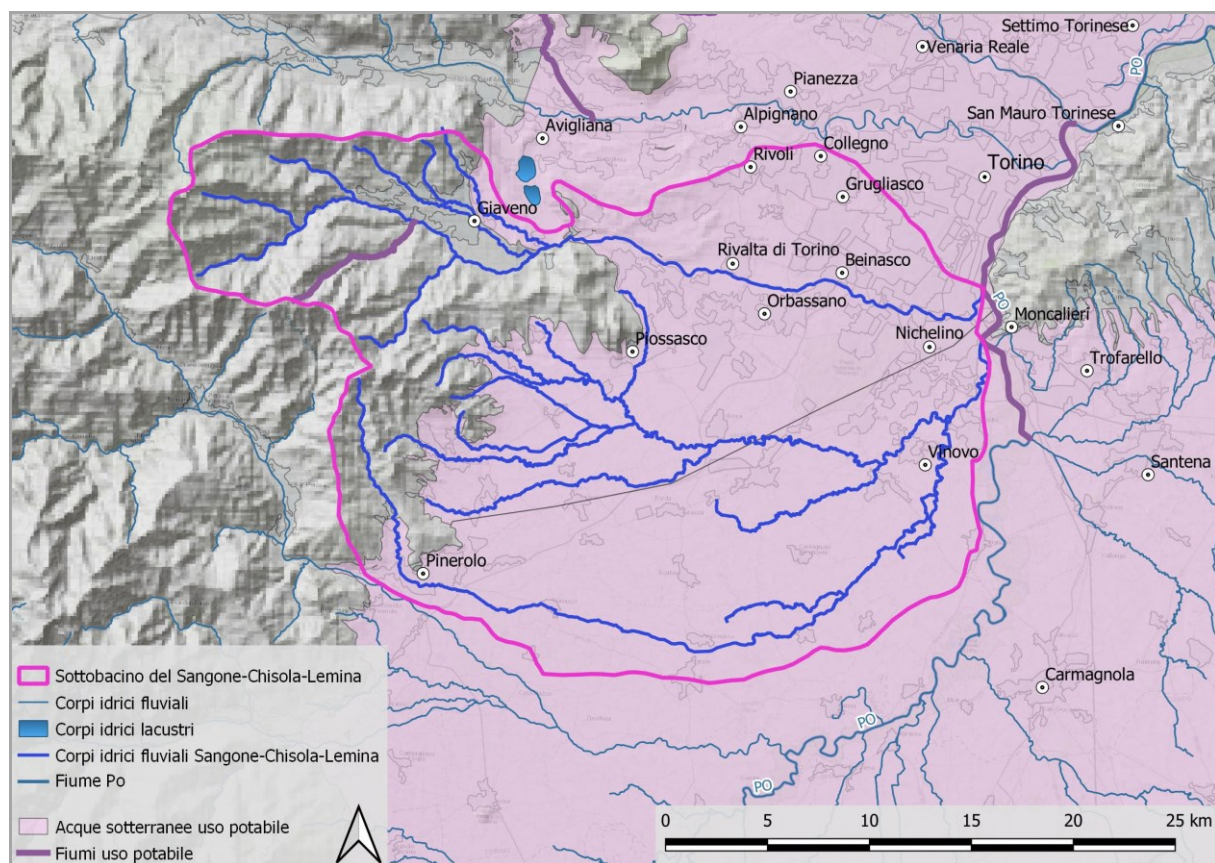 Settimo Torinese
Venaria Reale
PO
Pianezza
Alpignano
San Mauro Torinese
Avigliana
Collegno
Rivoli
Torino
Grugliasco
Giaveno
Rivalta di Torino
Beinasco
PO
Orbassano
Moncalieri
Nichelino
Piossasco
Trofarello
Vinovo
Santena
Pinerolo
Carmagnola
PO
PO
Sottobacino del Sangone-Chisola-Lemina
Corpi idrici fluviali
Corpi idrici lacustri
Corpi idrici fluviali Sangone-Chisola-Lemina
Fiume Po
Acque sotterranee uso potabile
Fiumi uso potabile
0 5 10 15 20 25 km